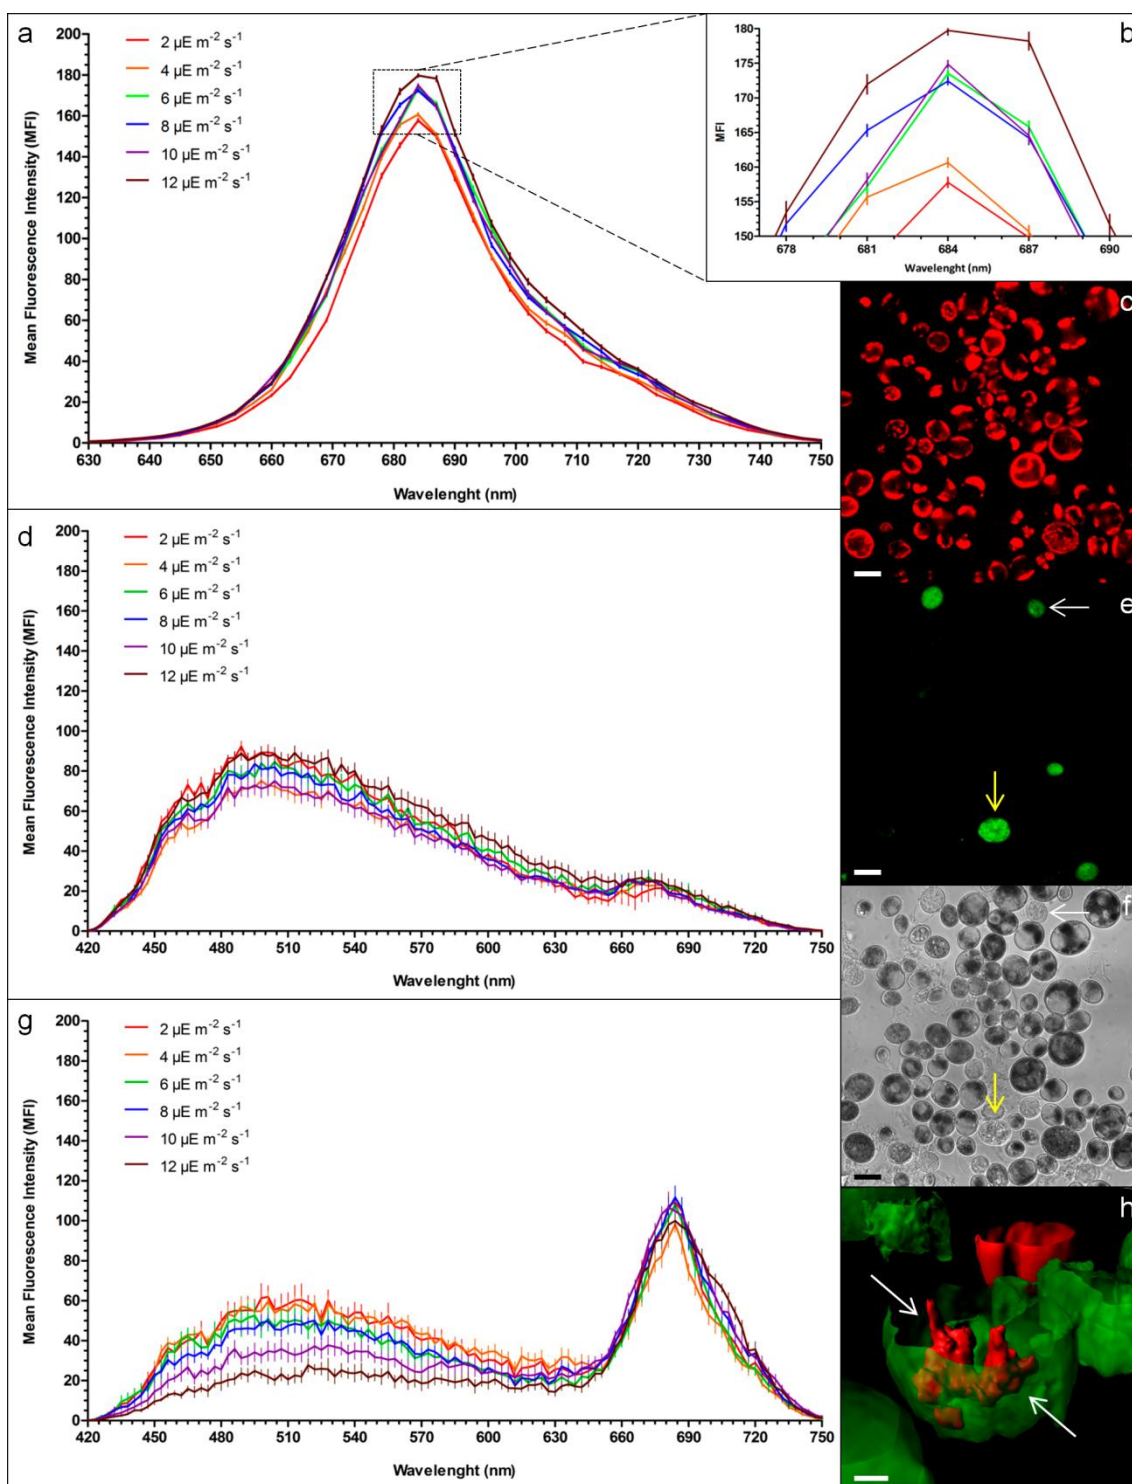 a
200
180
160
140
120
100
80
60
40
20
0
Mean Fluorescence Intensity (MFI)
2 µE m⁻² s⁻¹
4 µE m⁻² s⁻¹
6 µE m⁻² s⁻¹
8 µE m⁻² s⁻¹
10 µE m⁻² s⁻¹
12 µE m⁻² s⁻¹
630 640 650 660 670 680 690 700 710 720 730 740 750
Wavelenght (nm)
b
180
175
170
165
160
155
150
MFI
678 681 684 687 690
Wavelenght (nm)
c
d
200
180
160
140
120
100
80
60
40
20
0
Mean Fluorescence Intensity (MFI)
2 µE m⁻² s⁻¹
4 µE m⁻² s⁻¹
6 µE m⁻² s⁻¹
8 µE m⁻² s⁻¹
10 µE m⁻² s⁻¹
12 µE m⁻² s⁻¹
420 450 480 510 540 570 600 630 660 690 720 750
Wavelenght (nm)
e
f
g
200
180
160
140
120
100
80
60
40
20
0
Mean Fluorescence Intensity (MFI)
2 µE m⁻² s⁻¹
4 µE m⁻² s⁻¹
6 µE m⁻² s⁻¹
8 µE m⁻² s⁻¹
10 µE m⁻² s⁻¹
12 µE m⁻² s⁻¹
420 450 480 510 540 570 600 630 660 690 720 750
Wavelenght (nm)
h